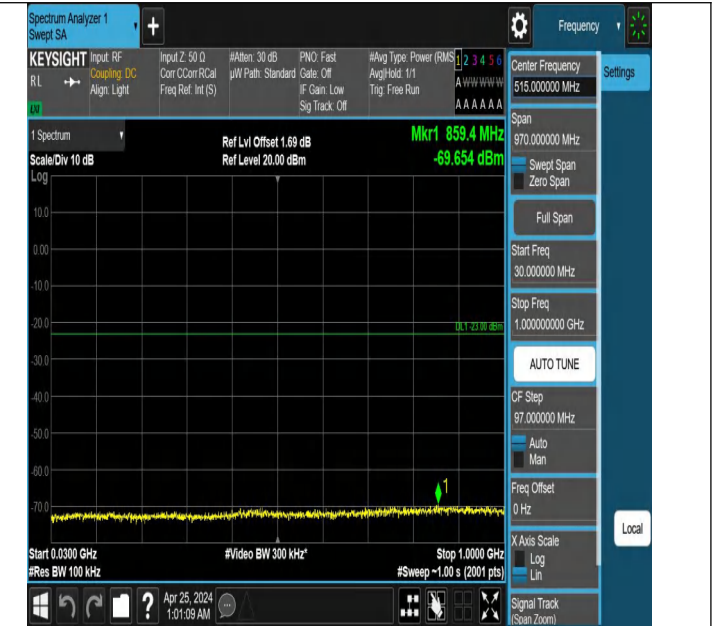 Spectrum Analyzer 1
Swept SA
+
Frequency
KEYSIGHT
RL
LXI
Input: RF
Coupling: DC
Align: Light
Input Z: 50 Ω
Corr CCorr RCal
Freq Ref: Int (S)
#Atten: 30 dB
µW Path: Standard
PNO: Fast
Gate: Off
IF Gain: Low
Sig Track: Off
#Avg Type: Power (RMS
Avg|Hold: 1/1
Trig: Free Run
1 2 3 4 5 6
A W W W W W
A A A A A A
1 Spectrum
Scale/Div 10 dB
Log
Ref Lvl Offset 1.69 dB
Ref Level 20.00 dBm
Mkr1 859.4 MHz
-69.654 dBm
10.0
0.00
-10.0
-20.0
DL1 -23.00 dBm
-30.0
-40.0
-50.0
-60.0
1
-70.0
Start 0.0300 GHz
#Res BW 100 kHz
#Video BW 300 kHz*
Stop 1.0000 GHz
#Sweep ~1.00 s (2001 pts)
Center Frequency
515.000000 MHz
Settings
Span
970.000000 MHz
Swept Span
Zero Span
Full Span
Start Freq
30.000000 MHz
Stop Freq
1.000000000 GHz
AUTO TUNE
CF Step
97.000000 MHz
Auto
Man
Freq Offset
0 Hz
X Axis Scale
Log
Lin
Local
Signal Track
(Span Zoom)
?
Apr 25, 2024
1:01:09 AM